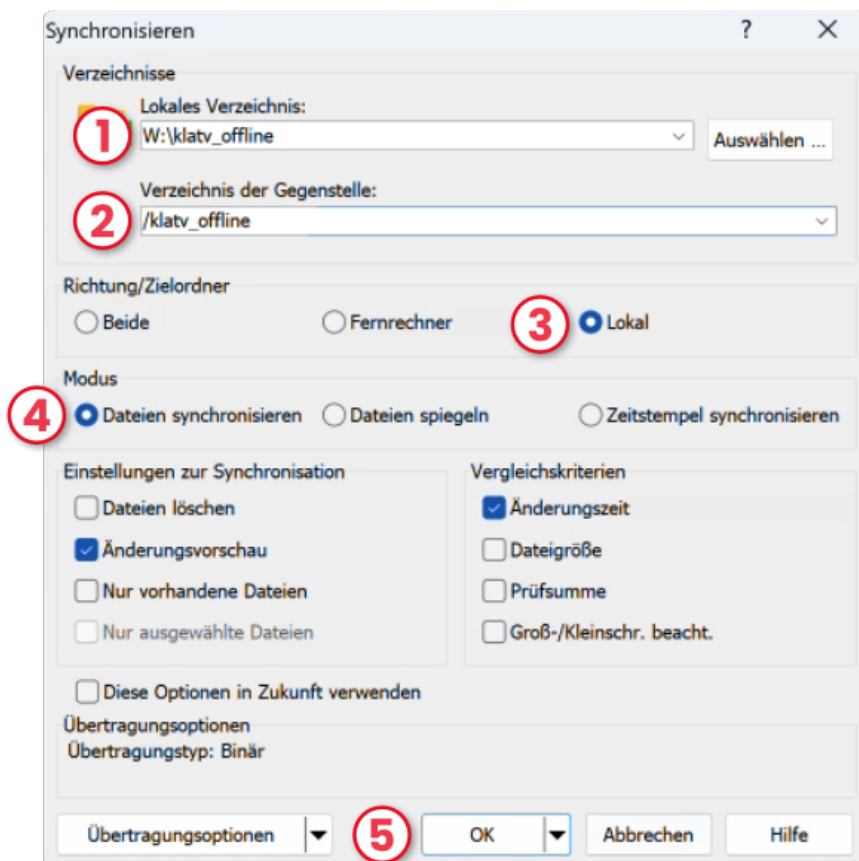 Synchronisieren ?
Verzeichnisse
Lokales Verzeichnis:
1 W:\klatv_offline Auswählen ...
Verzeichnis der Gegenstelle:
2 /klatv_offline
Richtung/Zielordner
Beide Fernrechner 3 Lokal
Modus
4 Dateien synchronisieren Dateien spiegeln Zeitstempel synchronisieren
Einstellungen zur Synchronisation Vergleichskriterien
Dateien löschen Änderungszeit
Änderungsvorschau Dateigröße
Nur vorhandene Dateien Prüfsumme
Nur ausgewählte Dateien Groß-/Kleinschr. beacht.
Diese Optionen in Zukunft verwenden
Übertragungsoptionen
Übertragungstyp: Binär
Übertragungsoptionen 5 OK Abbrechen Hilfe